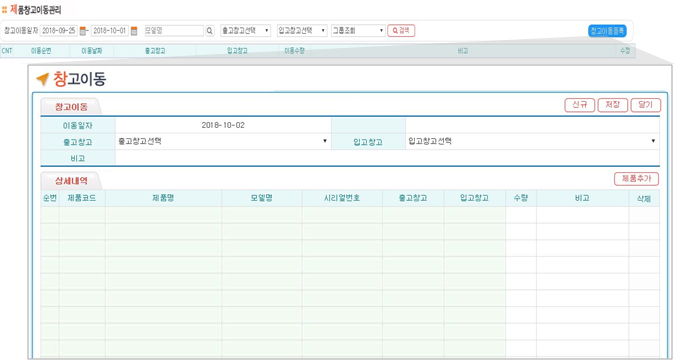 제품창고이동관리
창고이동일자 2018-09-25 - 2018-10-01 모델명 출고창고선택 입고창고선택 그룹조회 검색 창고이동등록
CNT 이동순번 이동날짜 출고창고 입고창고 이동수량 비고 수정
창고이동
창고이동 신규 저장 닫기
이동일자 2018-10-02
출고창고 출고창고선택 입고창고 입고창고선택
비고
상세내역 제품추가
순번 제품코드 제품명 모델명 시리얼번호 출고창고 입고창고 수량 비고 삭제